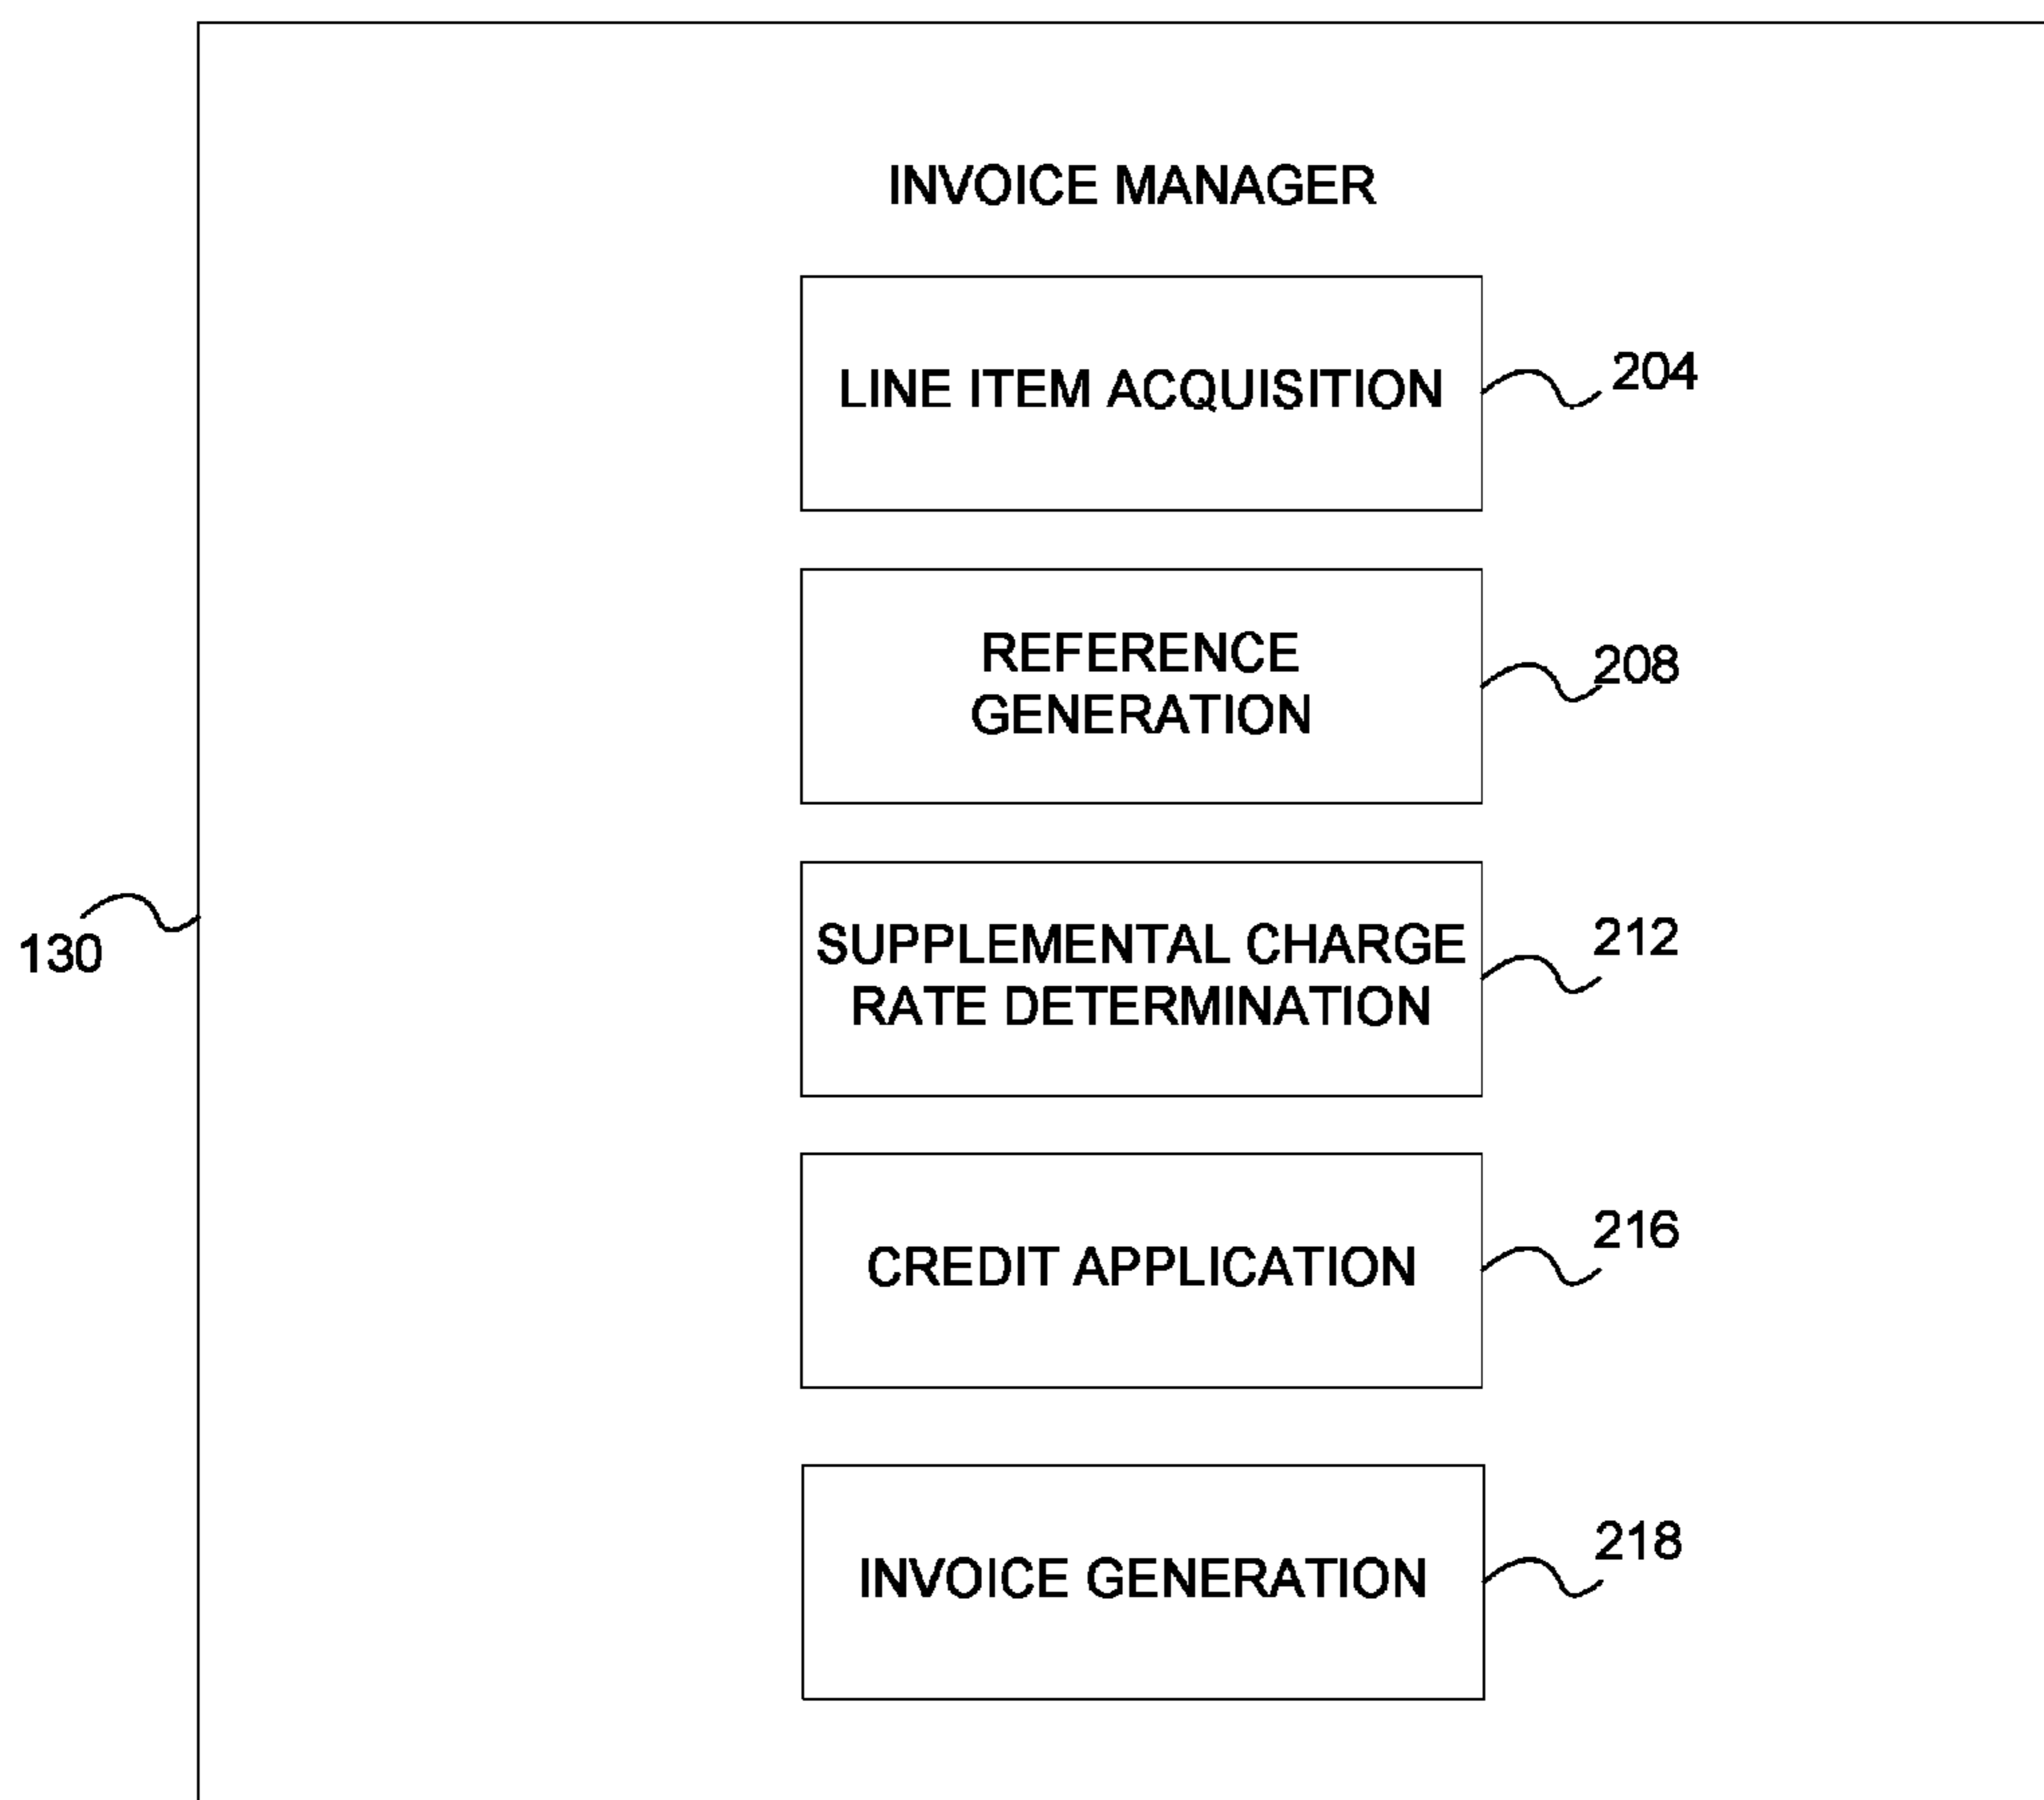 INVOICE MANAGER
LINE ITEM ACQUISITION
204
REFERENCE
GENERATION
208
130
SUPPLEMENTAL CHARGE
RATE DETERMINATION
212
CREDIT APPLICATION
216
INVOICE GENERATION
218